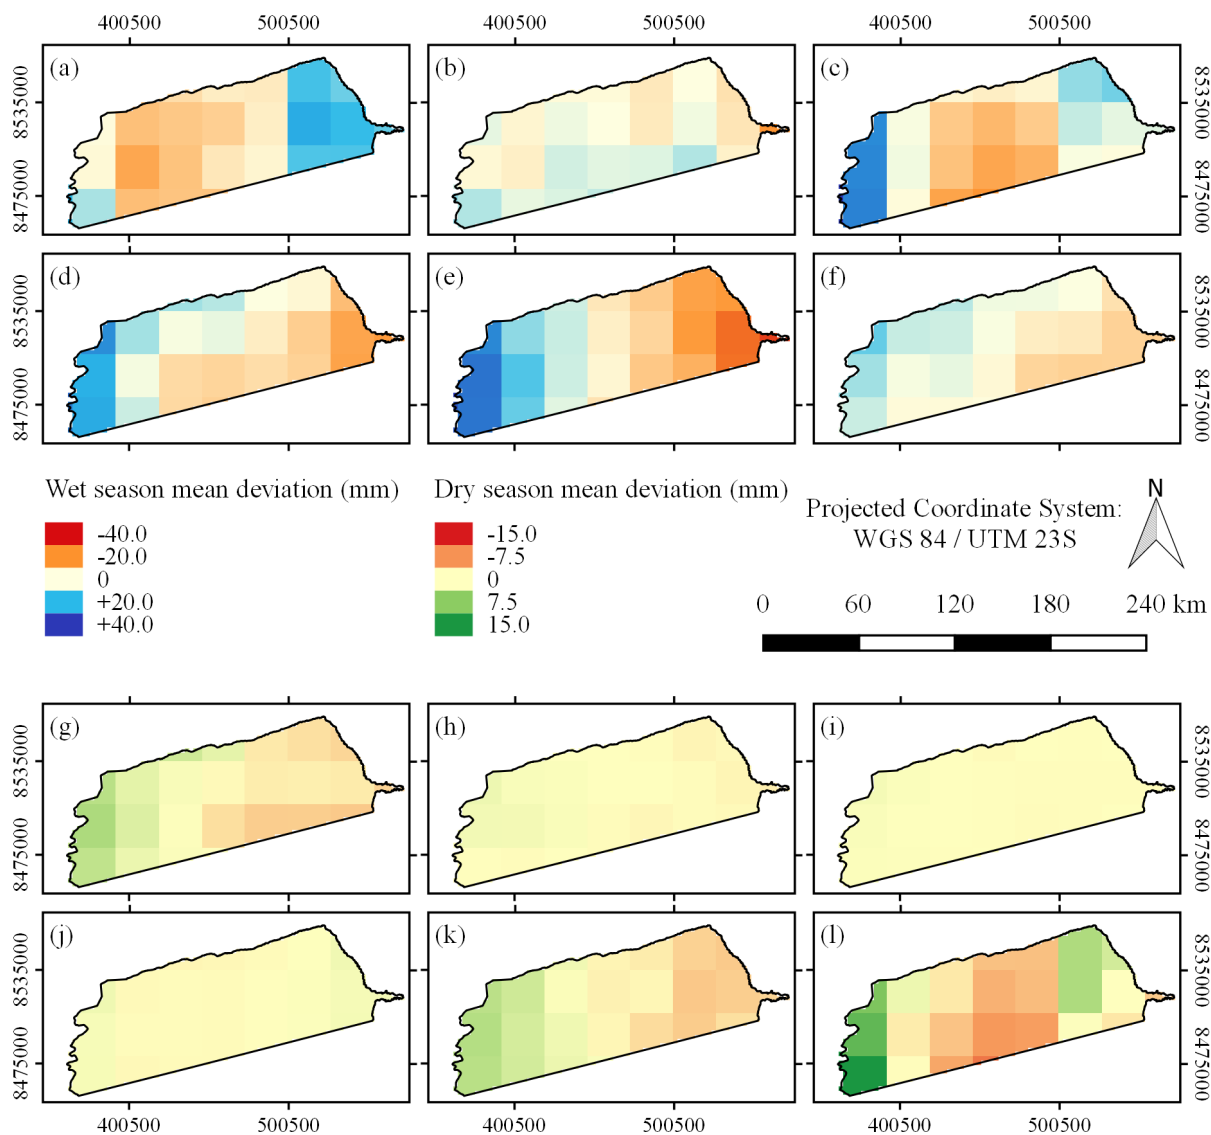 400500 500500 400500 500500 400500 500500
(a) (b) (c)
8535000 8535000
8475000 8475000
(d) (e) (f)
8535000 8535000
8475000 8475000
Wet season mean deviation (mm)
-40.0
-20.0
0
+20.0
+40.0
Dry season mean deviation (mm)
-15.0
-7.5
0
7.5
15.0
Projected Coordinate System:
WGS 84 / UTM 23S
N
0 60 120 180 240 km
(g) (h) (i)
8535000 8535000
8475000 8475000
(j) (k) (l)
8535000 8535000
8475000 8475000
400500 500500 400500 500500 400500 500500